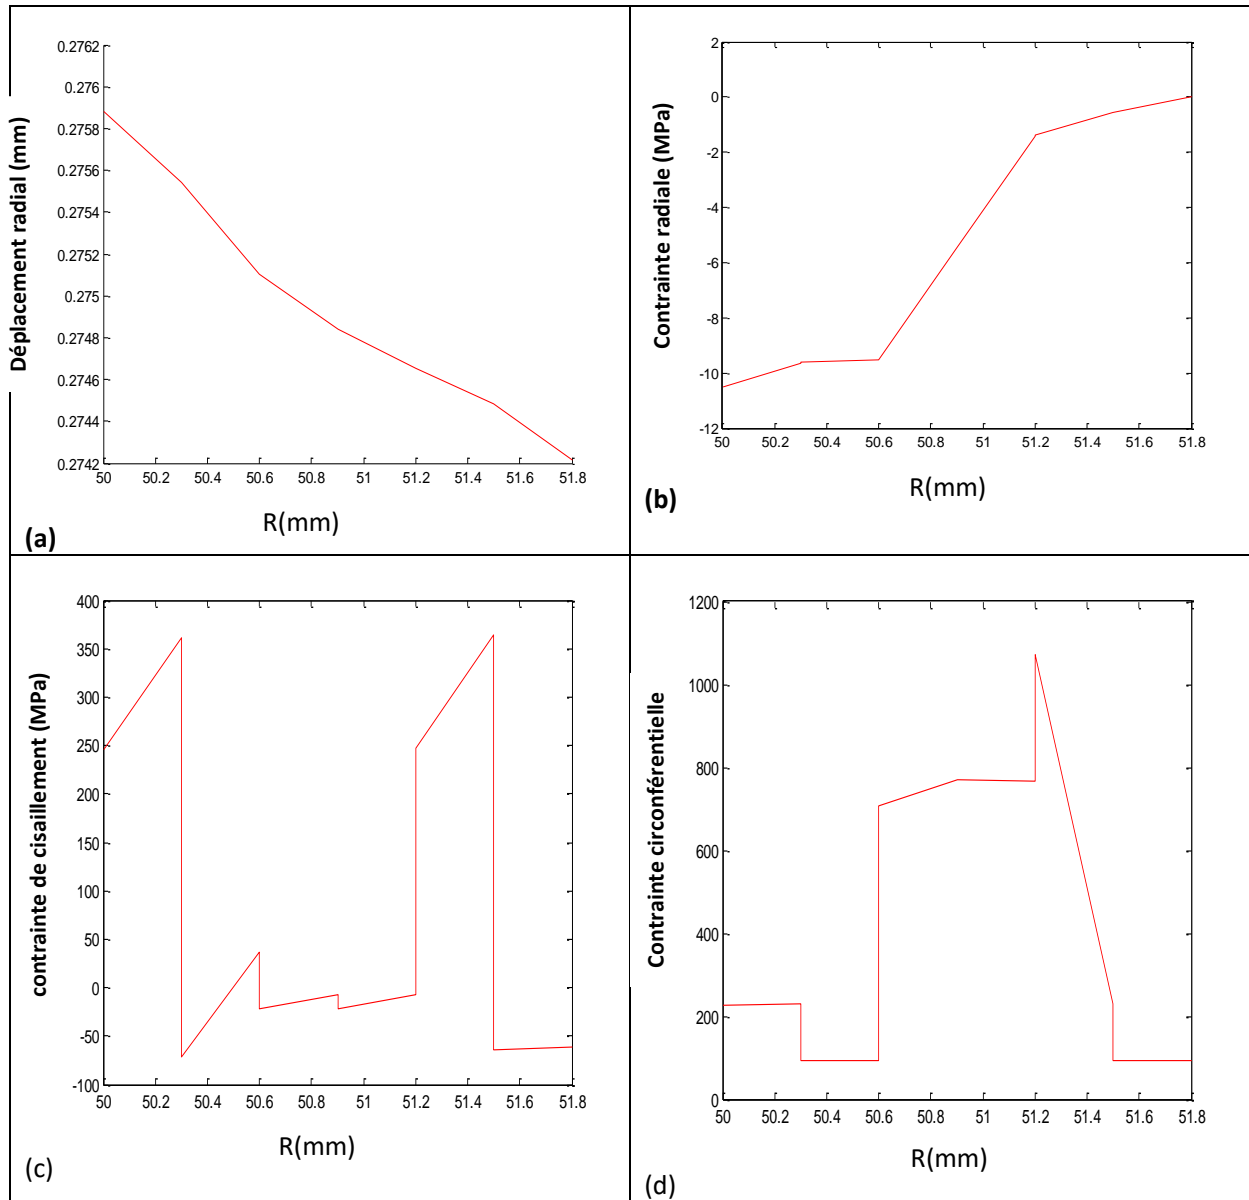 0.2762
0.276
0.2758
0.2756
0.2754
0.2752
0.275
0.2748
0.2746
0.2744
0.2742
50 50.2 50.4 50.6 50.8 51 51.2 51.4 51.6 51.8
Déplacement radial (mm)
R(mm)
(a)
2
0
-2
-4
-6
-8
-10
-12
50 50.2 50.4 50.6 50.8 51 51.2 51.4 51.6 51.8
Contrainte radiale (MPa)
R(mm)
(b)
400
350
300
250
200
150
100
50
0
-50
-100
50 50.2 50.4 50.6 50.8 51 51.2 51.4 51.6 51.8
contrainte de cisaillement (MPa)
R(mm)
(c)
1200
1000
800
600
400
200
0
50 50.2 50.4 50.6 50.8 51 51.2 51.4 51.6 51.8
Contrainte circonférentielle
R(mm)
(d)